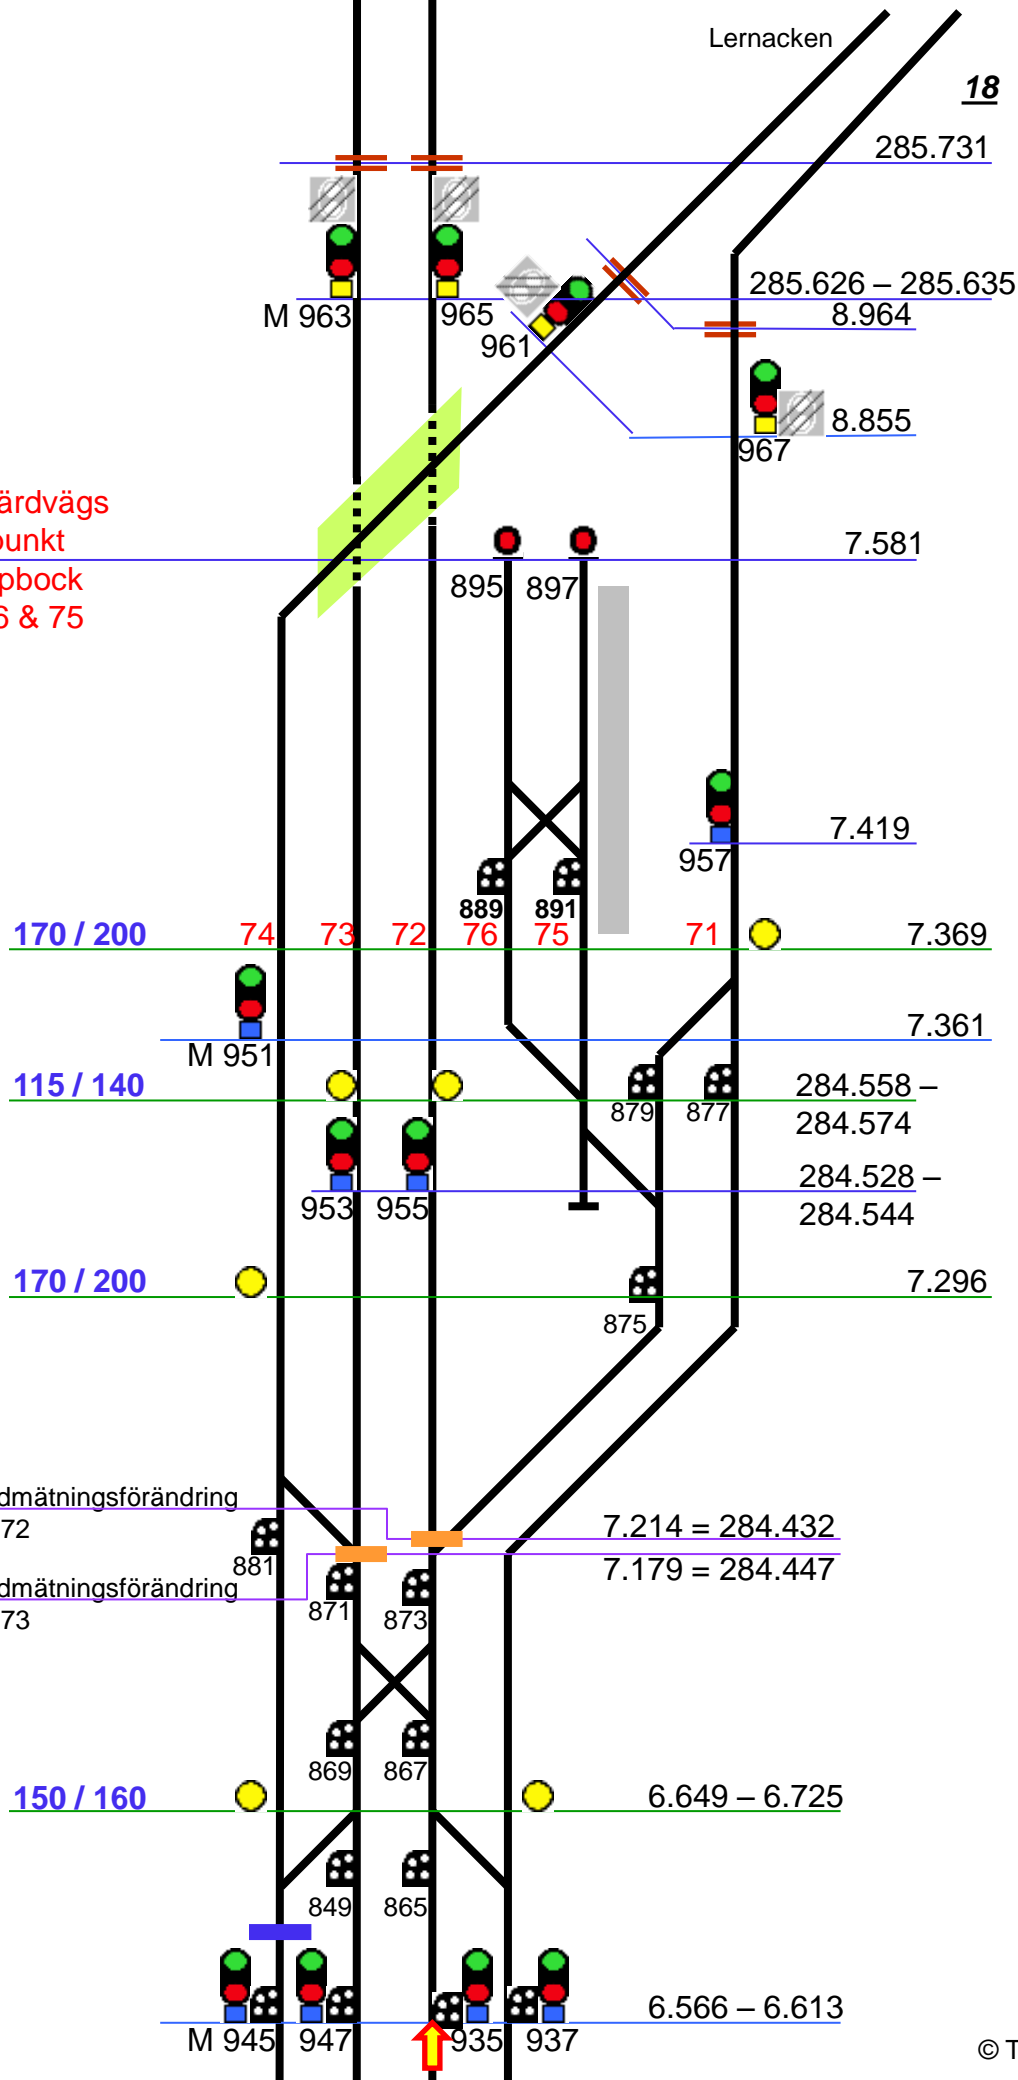 Lernacken
18
285.731
285.626 – 285.635
M 963
965
8.964
961
8.855
967
ärdvägs
punkt
7.581
pbock
895
897
6 & 75
7.419
957
889
891
170 / 200
74
73
72
76
75
71
7.369
7.361
M 951
115 / 140
284.558 –
879
877
284.574
284.528 –
953
955
284.544
170 / 200
7.296
875
dmätningsförändring
72
7.214 = 284.432
881
7.179 = 284.447
dmätningsförändring
871
873
73
869
867
150 / 160
6.649 – 6.725
849
865
6.566 – 6.613
M 945
947
935
937
© T